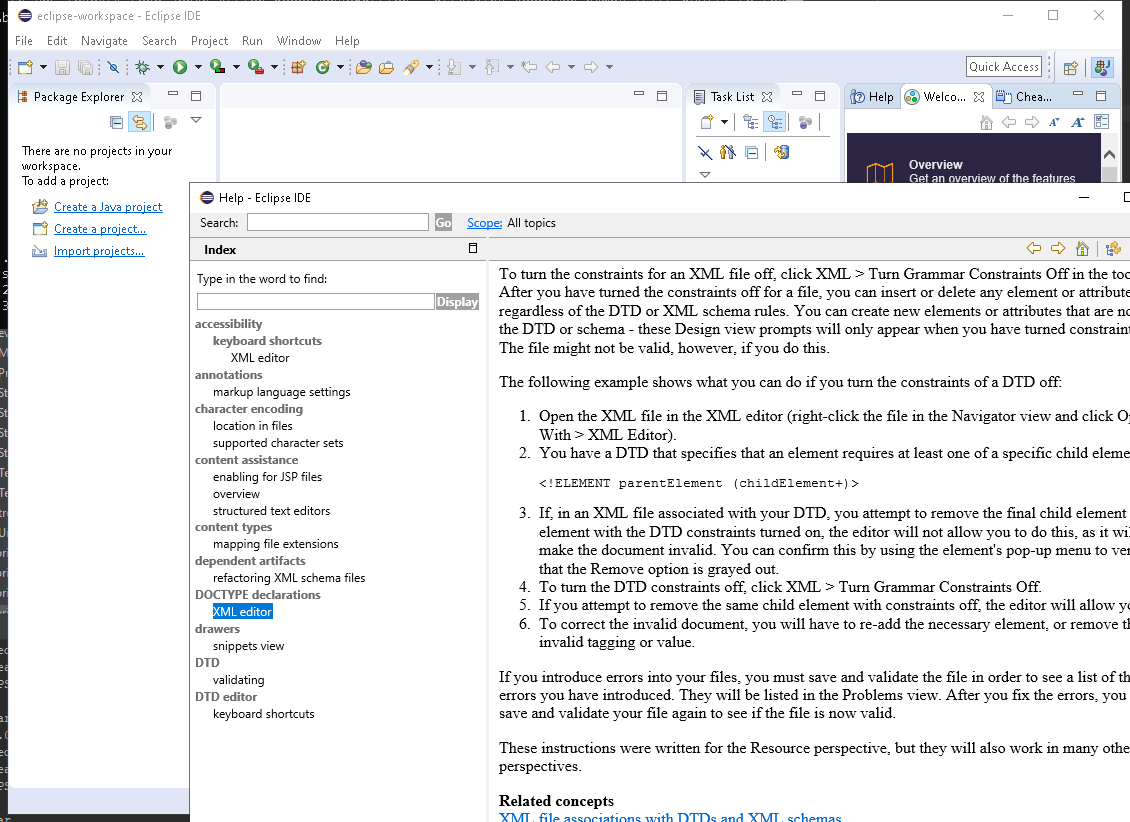 eclipse-workspace - Eclipse IDE
File Edit Navigate Search Project Run Window Help
Quick Access
Package Explorer
Task List
Help Welco... Chea...
There are no projects in your
workspace.
To add a project:
Create a Java project
Create a project...
Import projects...
Overview
Get an overview of the features
Help - Eclipse IDE
Search: Go Scope: All topics
Index
Type in the word to find:
Display
accessibility
keyboard shortcuts
XML editor
annotations
markup language settings
character encoding
location in files
supported character sets
content assistance
enabling for JSP files
overview
structured text editors
content types
mapping file extensions
dependent artifacts
refactoring XML schema files
DOCTYPE declarations
XML editor
drawers
snippets view
DTD
validating
DTD editor
keyboard shortcuts
To turn the constraints for an XML file off, click XML > Turn Grammar Constraints Off in the too
After you have turned the constraints off for a file, you can insert or delete any element or attribute
regardless of the DTD or XML schema rules. You can create new elements or attributes that are no
the DTD or schema - these Design view prompts will only appear when you have turned constrain
The file might not be valid, however, if you do this.
The following example shows what you can do if you turn the constraints of a DTD off:
1. Open the XML file in the XML editor (right-click the file in the Navigator view and click Op
With > XML Editor).
2. You have a DTD that specifies that an element requires at least one of a specific child eleme
<!ELEMENT parentElement (childElement+)>
3. If, in an XML file associated with your DTD, you attempt to remove the final child element
element with the DTD constraints turned on, the editor will not allow you to do this, as it wi
make the document invalid. You can confirm this by using the element's pop-up menu to ver
that the Remove option is grayed out.
4. To turn the DTD constraints off, click XML > Turn Grammar Constraints Off.
5. If you attempt to remove the same child element with constraints off, the editor will allow yo
6. To correct the invalid document, you will have to re-add the necessary element, or remove th
invalid tagging or value.
If you introduce errors into your files, you must save and validate the file in order to see a list of th
errors you have introduced. They will be listed in the Problems view. After you fix the errors, you
save and validate your file again to see if the file is now valid.
These instructions were written for the Resource perspective, but they will also work in many othe
perspectives.
Related concepts
XML file associations with DTDs and XML schemas